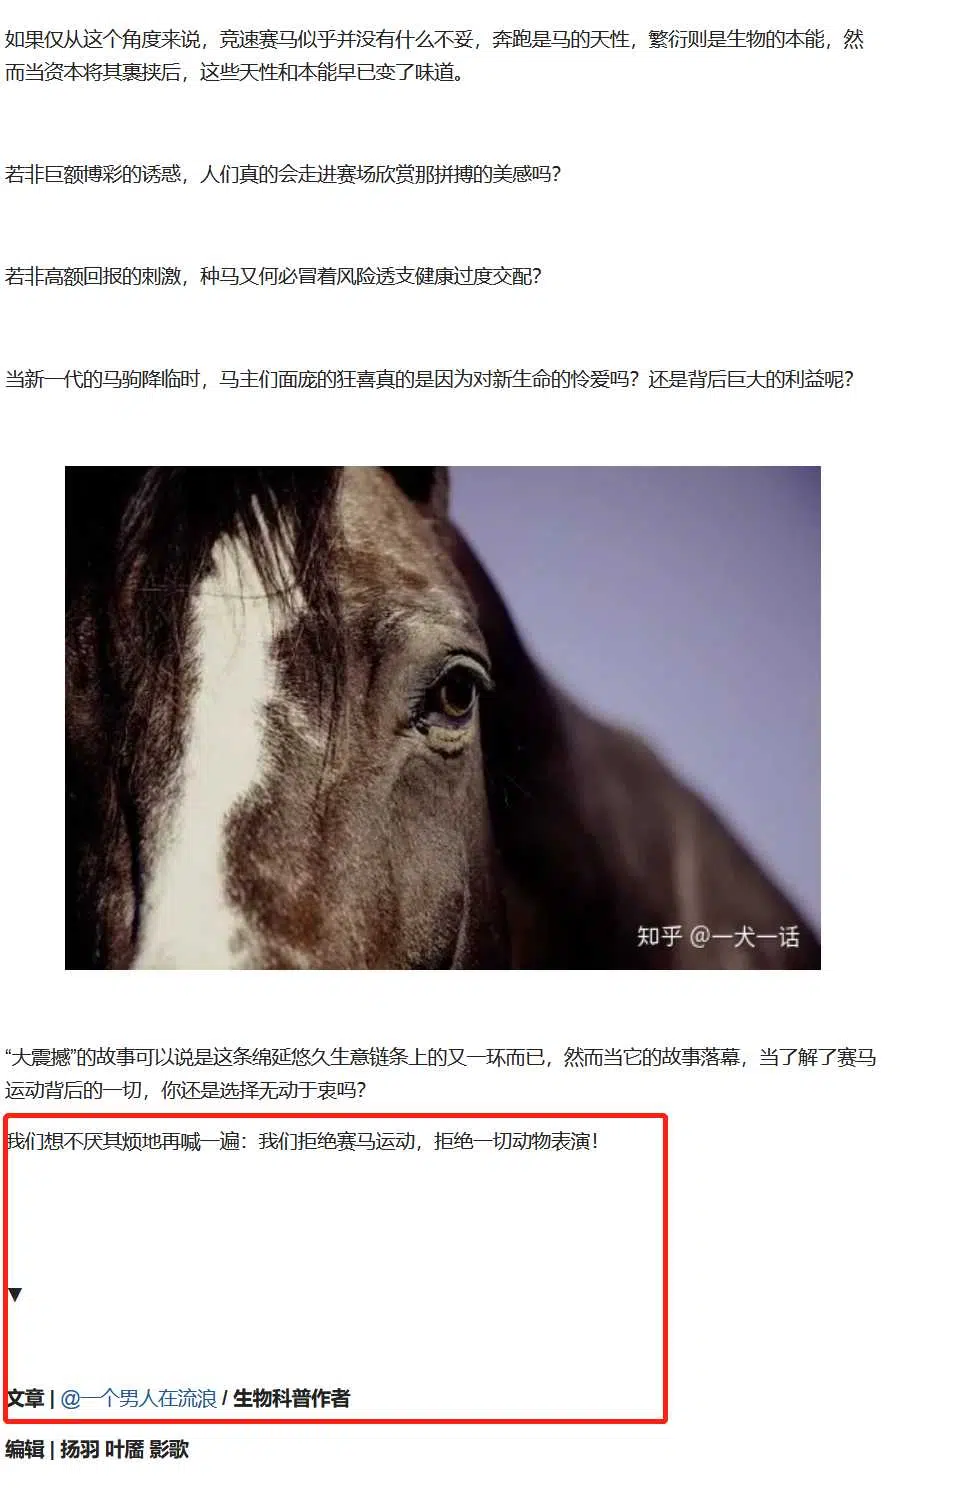 如果仅从这个角度来说，竞速赛马似乎并没有什么不妥，奔跑是马的天性，繁衍则是生物的本能，然
而当资本将其裹挟后，这些天性和本能早已变了味道。
若非巨额博彩的诱惑，人们真的会走进赛场欣赏那拼搏的美感吗？
若非高额回报的刺激，种马又何必冒着风险透支健康过度交配？
当新一代的马驹降临时，马主们面庞的狂喜真的是因为对新生命的怜爱吗？还是背后巨大的利益呢？
知乎 @一犬一话
“大震撼”的故事可以说是这条绵延悠久生意链条上的又一环而已，然而当它的故事落幕，当了解了赛马
运动背后的一切，你还是选择无动于衷吗？
我们想不厌其烦地再喊一遍：我们拒绝赛马运动，拒绝一切动物表演！
▼
文章 | @一个男人在流浪 / 生物科普作者
编辑 | 扬羽 叶靥 影歌